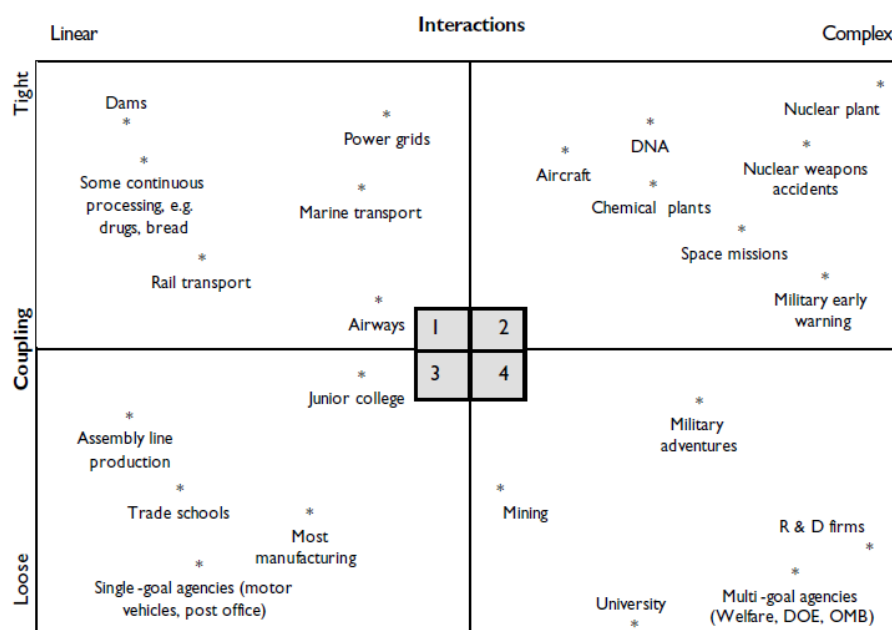 Interactions
Linear
Complex
Tight
Coupling
Loose
Dams
*
*
Power grids
*
Some continuous
processing, e.g.
drugs, bread
*
Marine transport
*
Rail transport
*
Airways
1
*
Nuclear plant
*
DNA
*
Aircraft
*
Nuclear weapons
accidents
*
Chemical plants
*
Space missions
*
Military early
warning
2
*
Junior college
3
*
Assembly line
production
*
Trade schools
*
Most
manufacturing
*
Single-goal agencies (motor
vehicles, post office)
4
*
Military
adventures
*
Mining
R & D firms
*
*
Multi-goal agencies
(Welfare, DOE, OMB)
University
*